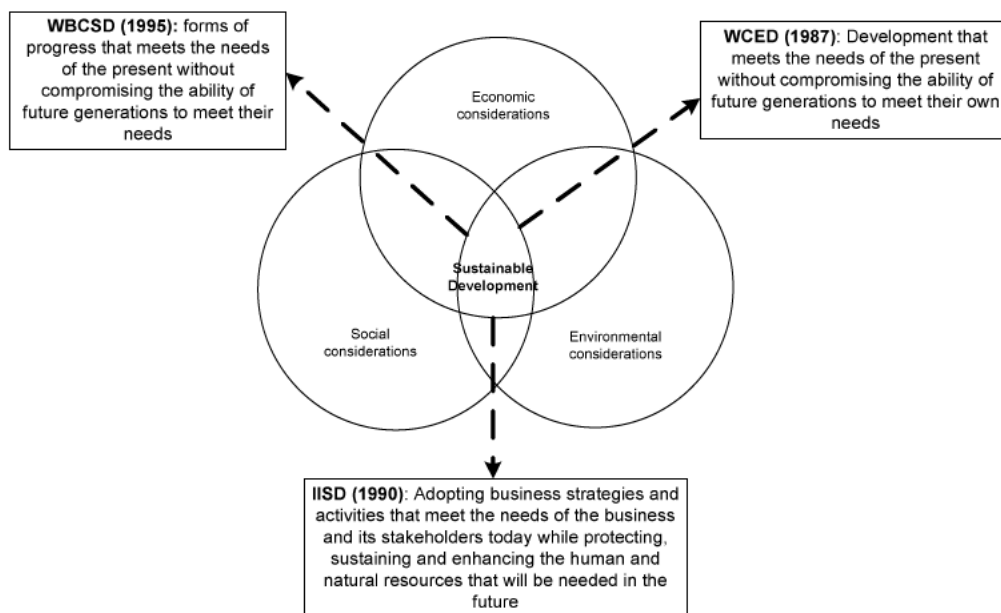 WBCSD (1995): forms of
progress that meets the needs
of the present without
compromising the ability of
future generations to meet their
needs
WCED (1987): Development that
meets the needs of the present
without compromising the ability of
future generations to meet their own
needs
Economic
considerations
Sustainable
Development
Social
considerations
Environmental
considerations
IISD (1990): Adopting business strategies and
activities that meet the needs of the business
and its stakeholders today while protecting,
sustaining and enhancing the human and
natural resources that will be needed in the
future